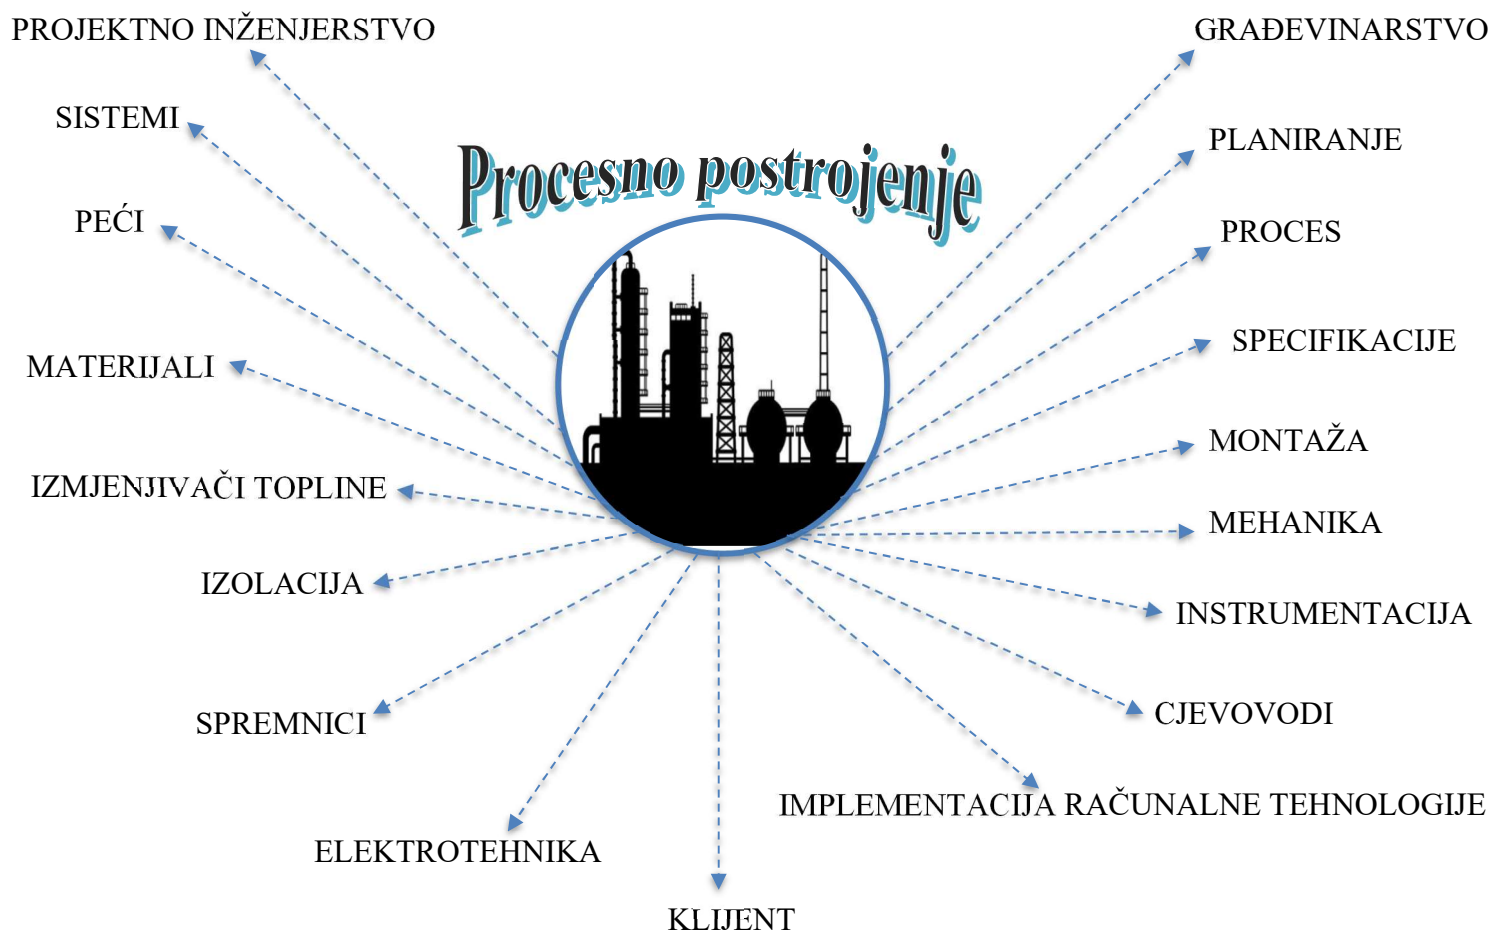 PROJEKTNO INŽENJERSTVO
GRAĐEVINARSTVO
SISTEMI
PLANIRANJE
Procesno postrojenje
PEĆI
PROCES
SPECIFIKACIJE
MATERIJALI
MONTAŽA
IZMJENJIVAČI TOPLINE
MEHANIKA
IZOLACIJA
INSTRUMENTACIJA
SPREMNICI
CJEVOVODI
IMPLEMENTACIJA RAČUNALNE TEHNOLOGIJE
ELEKTROTEHNIKA
KLIJENT